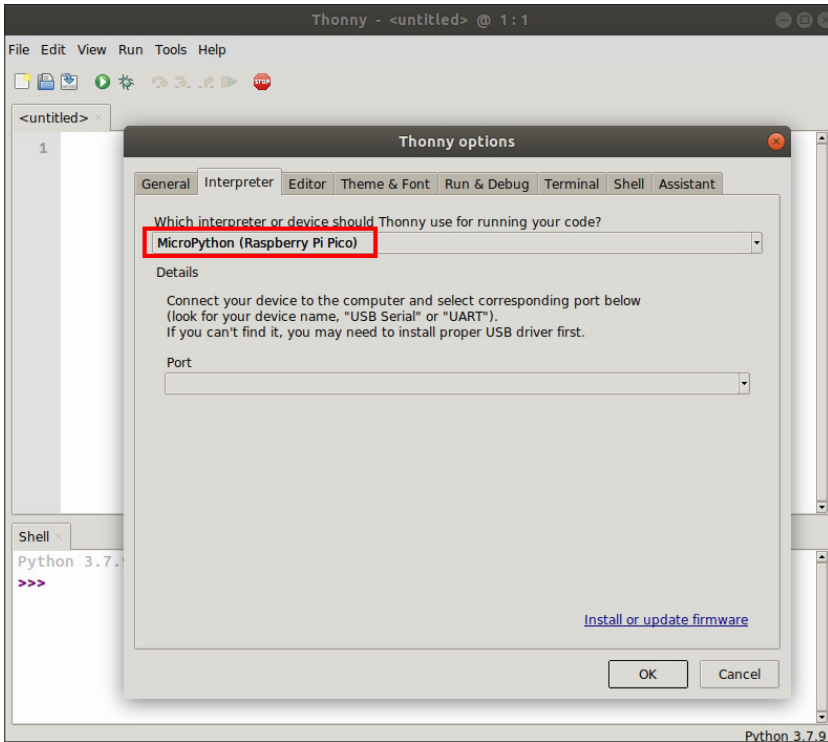 Thonny - <untitled> @ 1:1
File Edit View Run Tools Help
STOP
<untitled>
1
Thonny options
General Interpreter Editor Theme & Font Run & Debug Terminal Shell Assistant
Which interpreter or device should Thonny use for running your code?
MicroPython (Raspberry Pi Pico)
Details
Connect your device to the computer and select corresponding port below
(look for your device name, "USB Serial" or "UART").
If you can't find it, you may need to install proper USB driver first.
Port
Shell
Python 3.7.
>>>
Install or update firmware
OK Cancel
Python 3.7.9